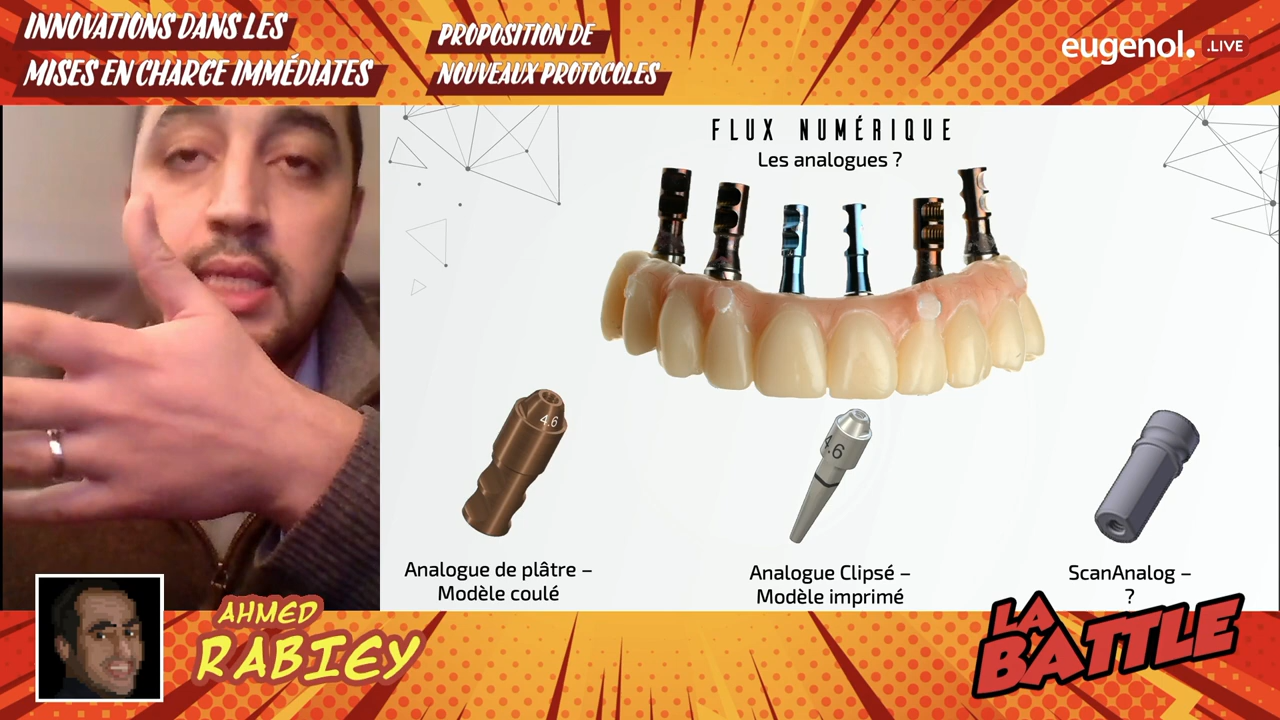 INNOVATIONS DANS LES
MISES EN CHARGE IMMÉDIATES
PROPOSITION DE
NOUVEAUX PROTOCOLES
eugenol. .LIVE
FLUX NUMÉRIQUE
Les analogues ?
4.6
4.6
Analogue de plâtre –
Modèle coulé
Analogue Clipsé –
Modèle imprimé
ScanAnalog –
?
AHMED
RABIEY
LA
BATTLE